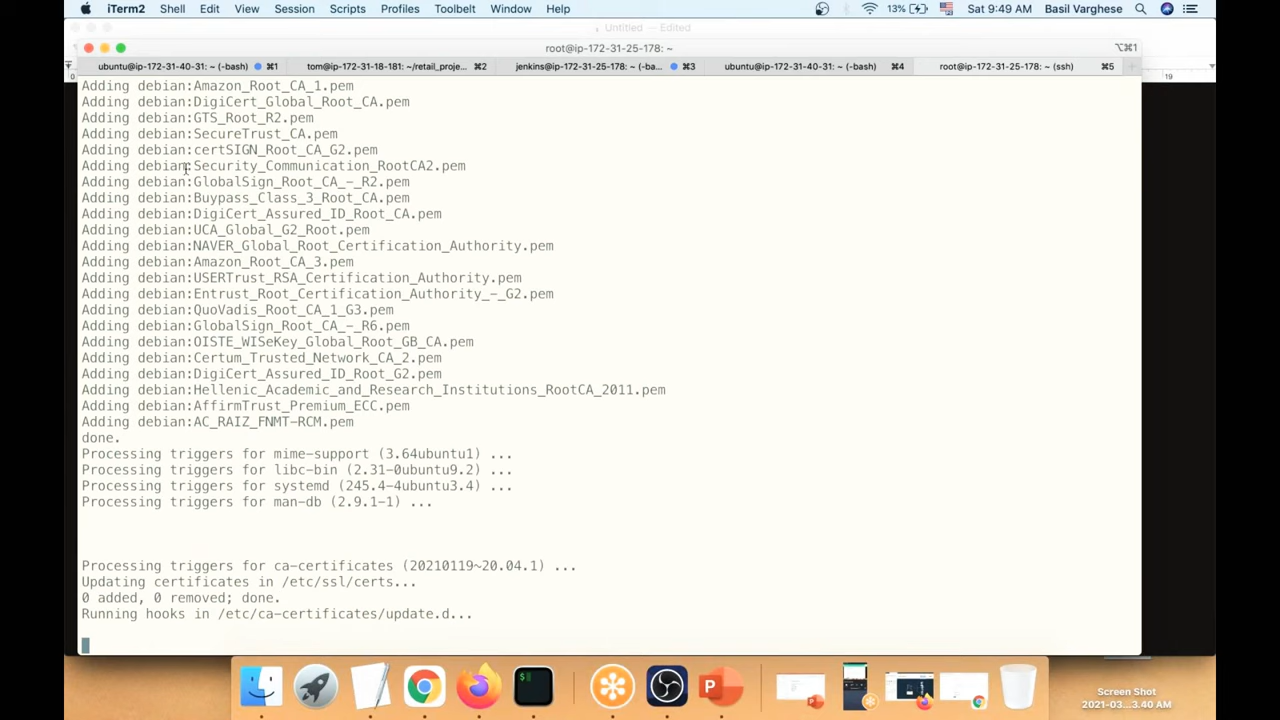 iTerm2 Shell Edit View Session Scripts Profiles Toolbelt Window Help 13% Sat 9:49 AM Basil Varghese
Untitled — Edited
root@ip-172-31-25-178: ~ ⌥⌘1
ubuntu@ip-172-31-40-31: ~ (-bash) ⌘1 tom@ip-172-31-18-181: ~/retail_proje... ⌘2 jenkins@ip-172-31-25-178: ~ (-ba... ⌘3 ubuntu@ip-172-31-40-31: ~ (-bash) ⌘4 root@ip-172-31-25-178: ~ (ssh) ⌘5
19
Adding debian:Amazon_Root_CA_1.pem
Adding debian:DigiCert_Global_Root_CA.pem
Adding debian:GTS_Root_R2.pem
Adding debian:SecureTrust_CA.pem
Adding debian:certSIGN_Root_CA_G2.pem
Adding debian:Security_Communication_RootCA2.pem
Adding debian:GlobalSign_Root_CA_-_R2.pem
Adding debian:Buypass_Class_3_Root_CA.pem
Adding debian:DigiCert_Assured_ID_Root_CA.pem
Adding debian:UCA_Global_G2_Root.pem
Adding debian:NAVER_Global_Root_Certification_Authority.pem
Adding debian:Amazon_Root_CA_3.pem
Adding debian:USERTrust_RSA_Certification_Authority.pem
Adding debian:Entrust_Root_Certification_Authority_-_G2.pem
Adding debian:QuoVadis_Root_CA_1_G3.pem
Adding debian:GlobalSign_Root_CA_-_R6.pem
Adding debian:OISTE_WISeKey_Global_Root_GB_CA.pem
Adding debian:Certum_Trusted_Network_CA_2.pem
Adding debian:DigiCert_Assured_ID_Root_G2.pem
Adding debian:Hellenic_Academic_and_Research_Institutions_RootCA_2011.pem
Adding debian:AffirmTrust_Premium_ECC.pem
Adding debian:AC_RAIZ_FNMT-RCM.pem
done.
Processing triggers for mime-support (3.64ubuntu1) ...
Processing triggers for libc-bin (2.31-0ubuntu9.2) ...
Processing triggers for systemd (245.4-4ubuntu3.4) ...
Processing triggers for man-db (2.9.1-1) ...
Processing triggers for ca-certificates (20210119~20.04.1) ...
Updating certificates in /etc/ssl/certs...
0 added, 0 removed; done.
Running hooks in /etc/ca-certificates/update.d...
Screen Shot
2021-03...3.40 AM